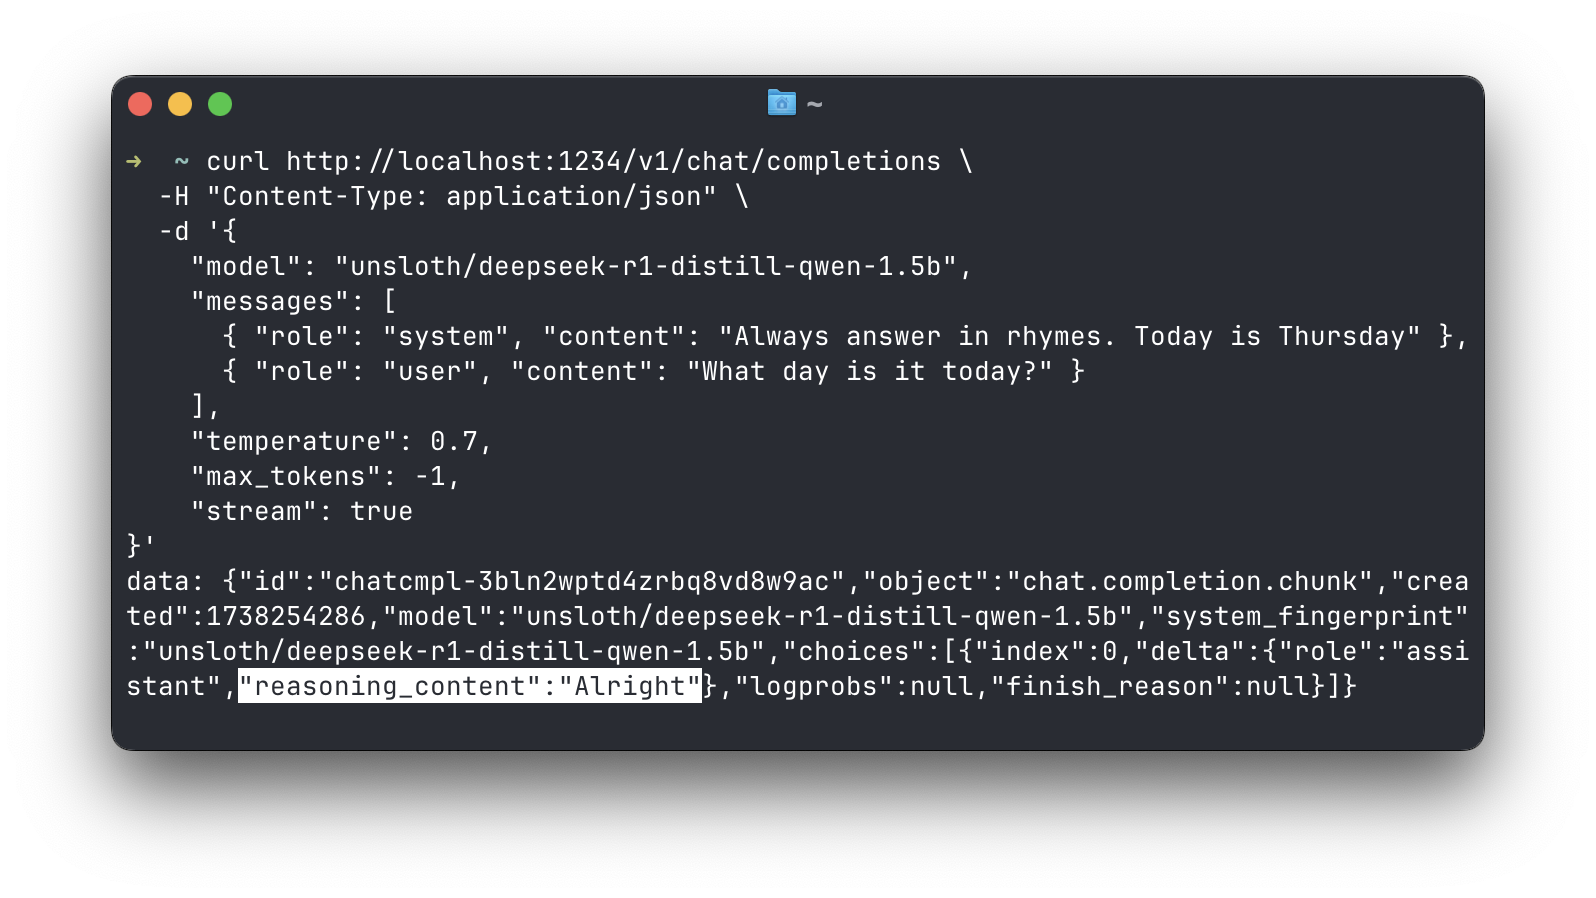 ~
➜  ~ curl http://localhost:1234/v1/chat/completions \
  -H "Content-Type: application/json" \
  -d '{
    "model": "unsloth/deepseek-r1-distill-qwen-1.5b",
    "messages": [
      { "role": "system", "content": "Always answer in rhymes. Today is Thursday" },
      { "role": "user", "content": "What day is it today?" }
    ],
    "temperature": 0.7,
    "max_tokens": -1,
    "stream": true
}'
data: {"id":"chatcmpl-3bln2wptd4zrbq8vd8w9ac","object":"chat.completion.chunk","crea
ted":1738254286,"model":"unsloth/deepseek-r1-distill-qwen-1.5b","system_fingerprint"
:"unsloth/deepseek-r1-distill-qwen-1.5b","choices":[{"index":0,"delta":{"role":"assi
stant","reasoning_content":"Alright"},"logprobs":null,"finish_reason":null}]}